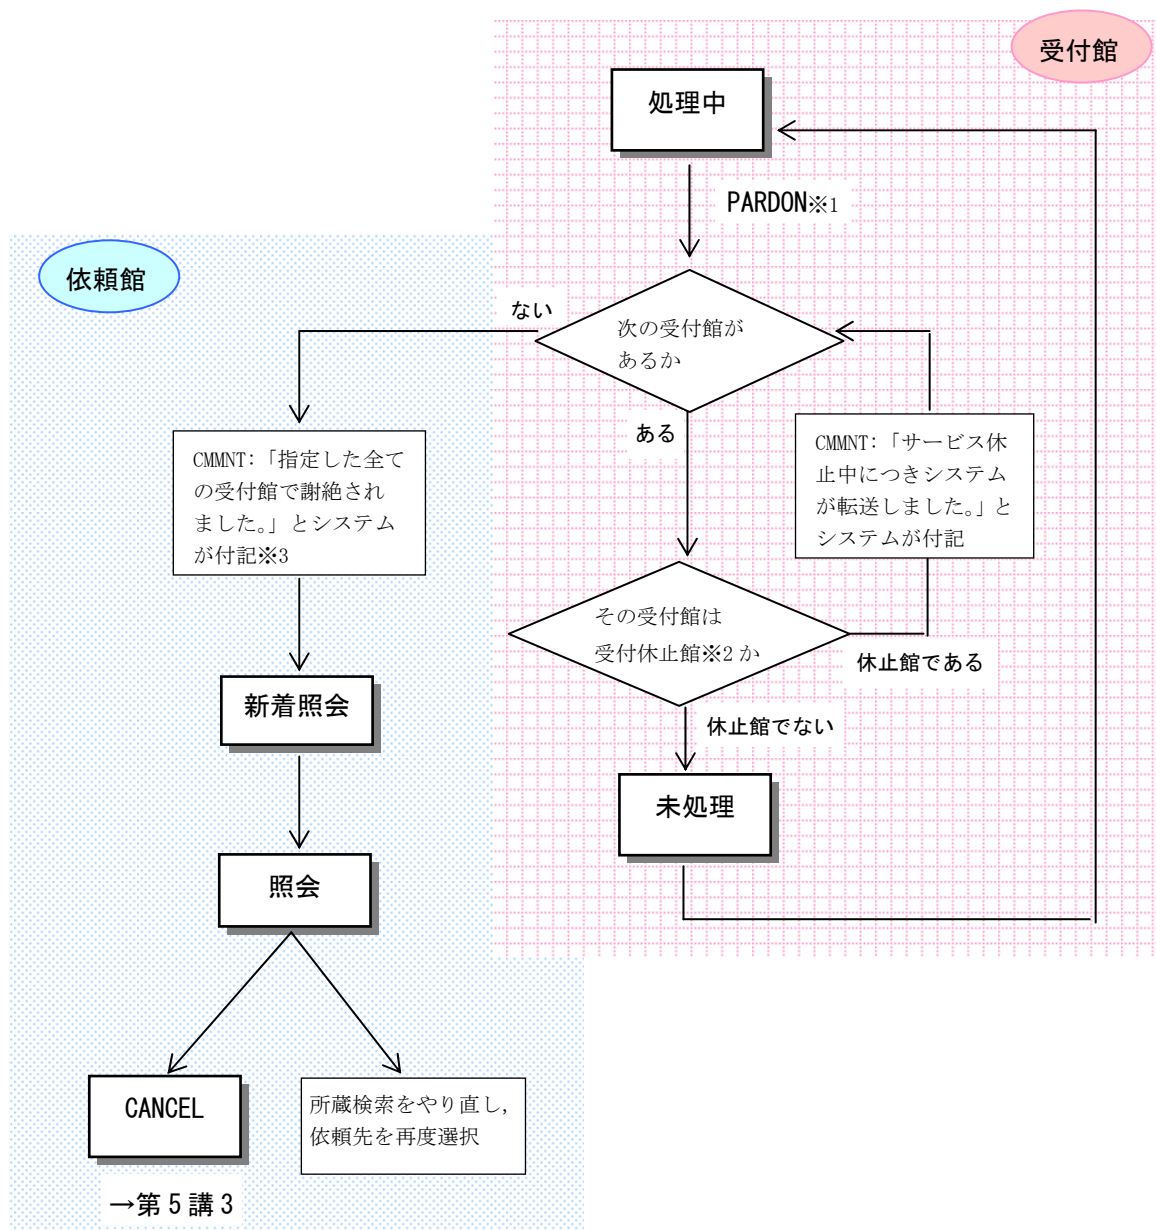 受付館
処理中
PARDON※1
依頼館
ない
次の受付館が
あるか
ある
CMMNT:「サービス休
止中につきシステム
が転送しました。」と
システムが付記
CMMNT:「指定した全て
の受付館で謝絶され
ました。」とシステム
が付記※3
その受付館は
受付休止館※2か
休止館である
休止館でない
新着照会
未処理
照会
CANCEL
所蔵検索をやり直し,
依頼先を再度選択
→第5講3